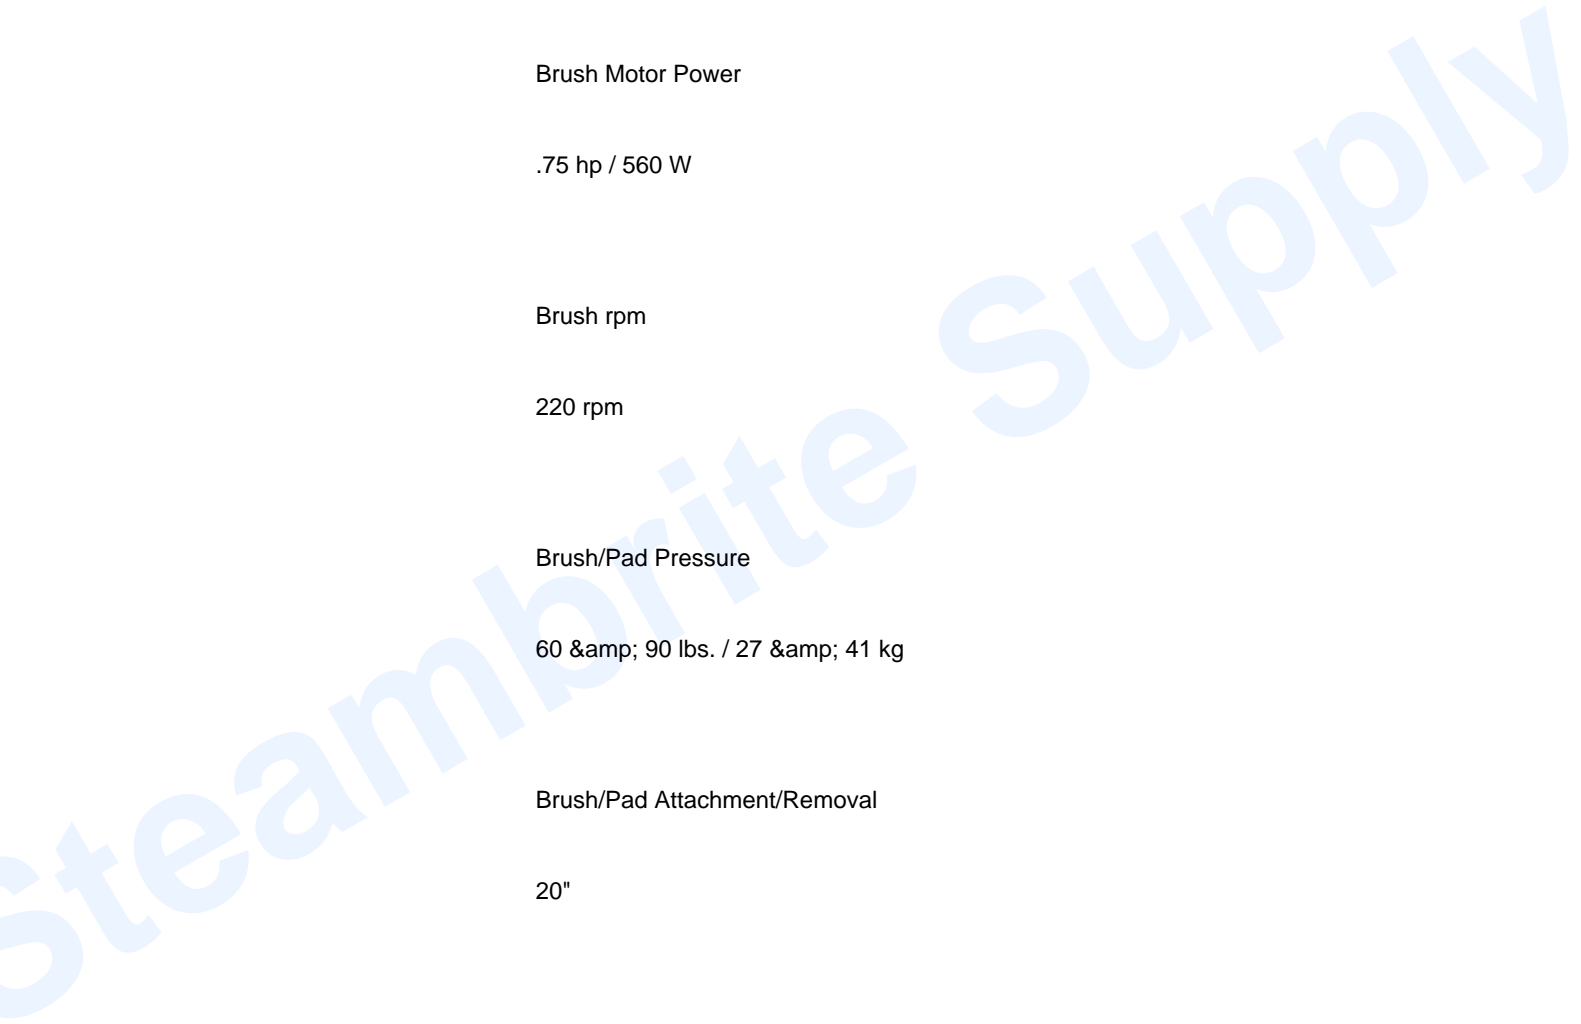 Brush Motor Power
.75 hp / 560 W
Brush rpm
220 rpm
Brush/Pad Pressure
60 &amp; 90 lbs. / 27 &amp; 41 kg
Brush/Pad Attachment/Removal
20"
Steambrite Supply